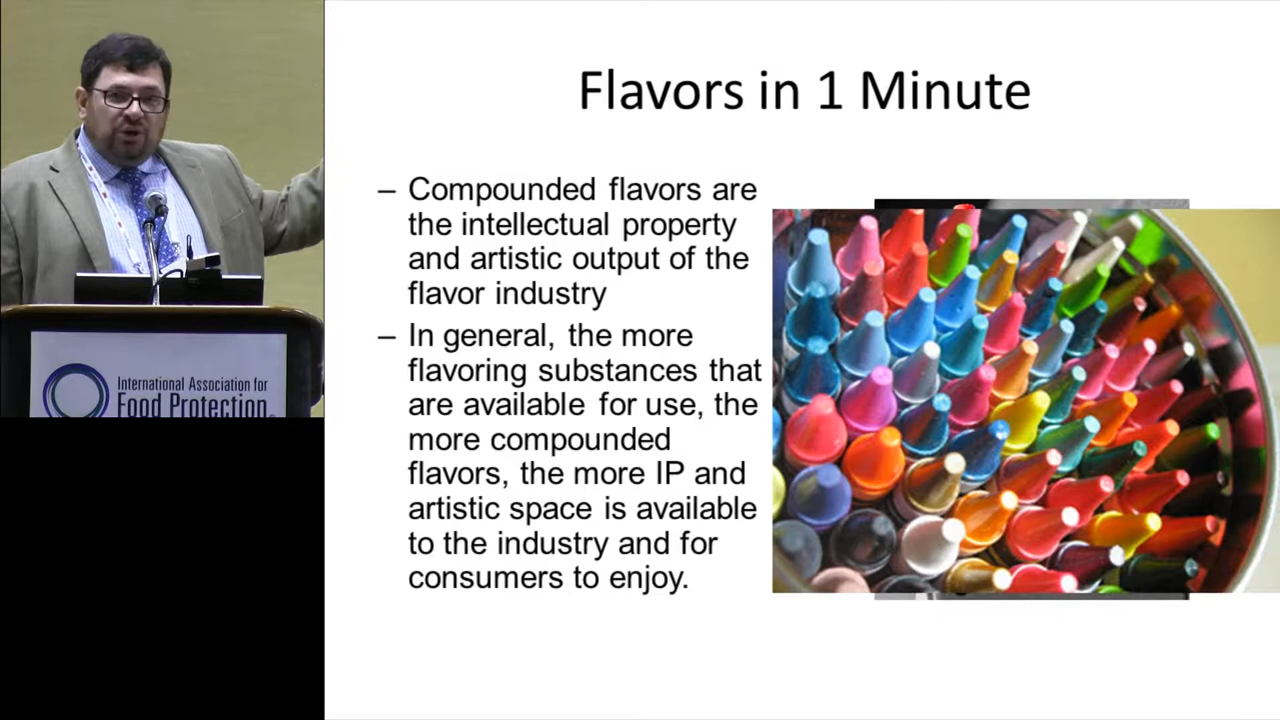 Flavors in 1 Minute
– Compounded flavors are
the intellectual property
and artistic output of the
flavor industry
– In general, the more
flavoring substances that
are available for use, the
more compounded
flavors, the more IP and
artistic space is available
to the industry and for
consumers to enjoy.
International Association for
Food Protection